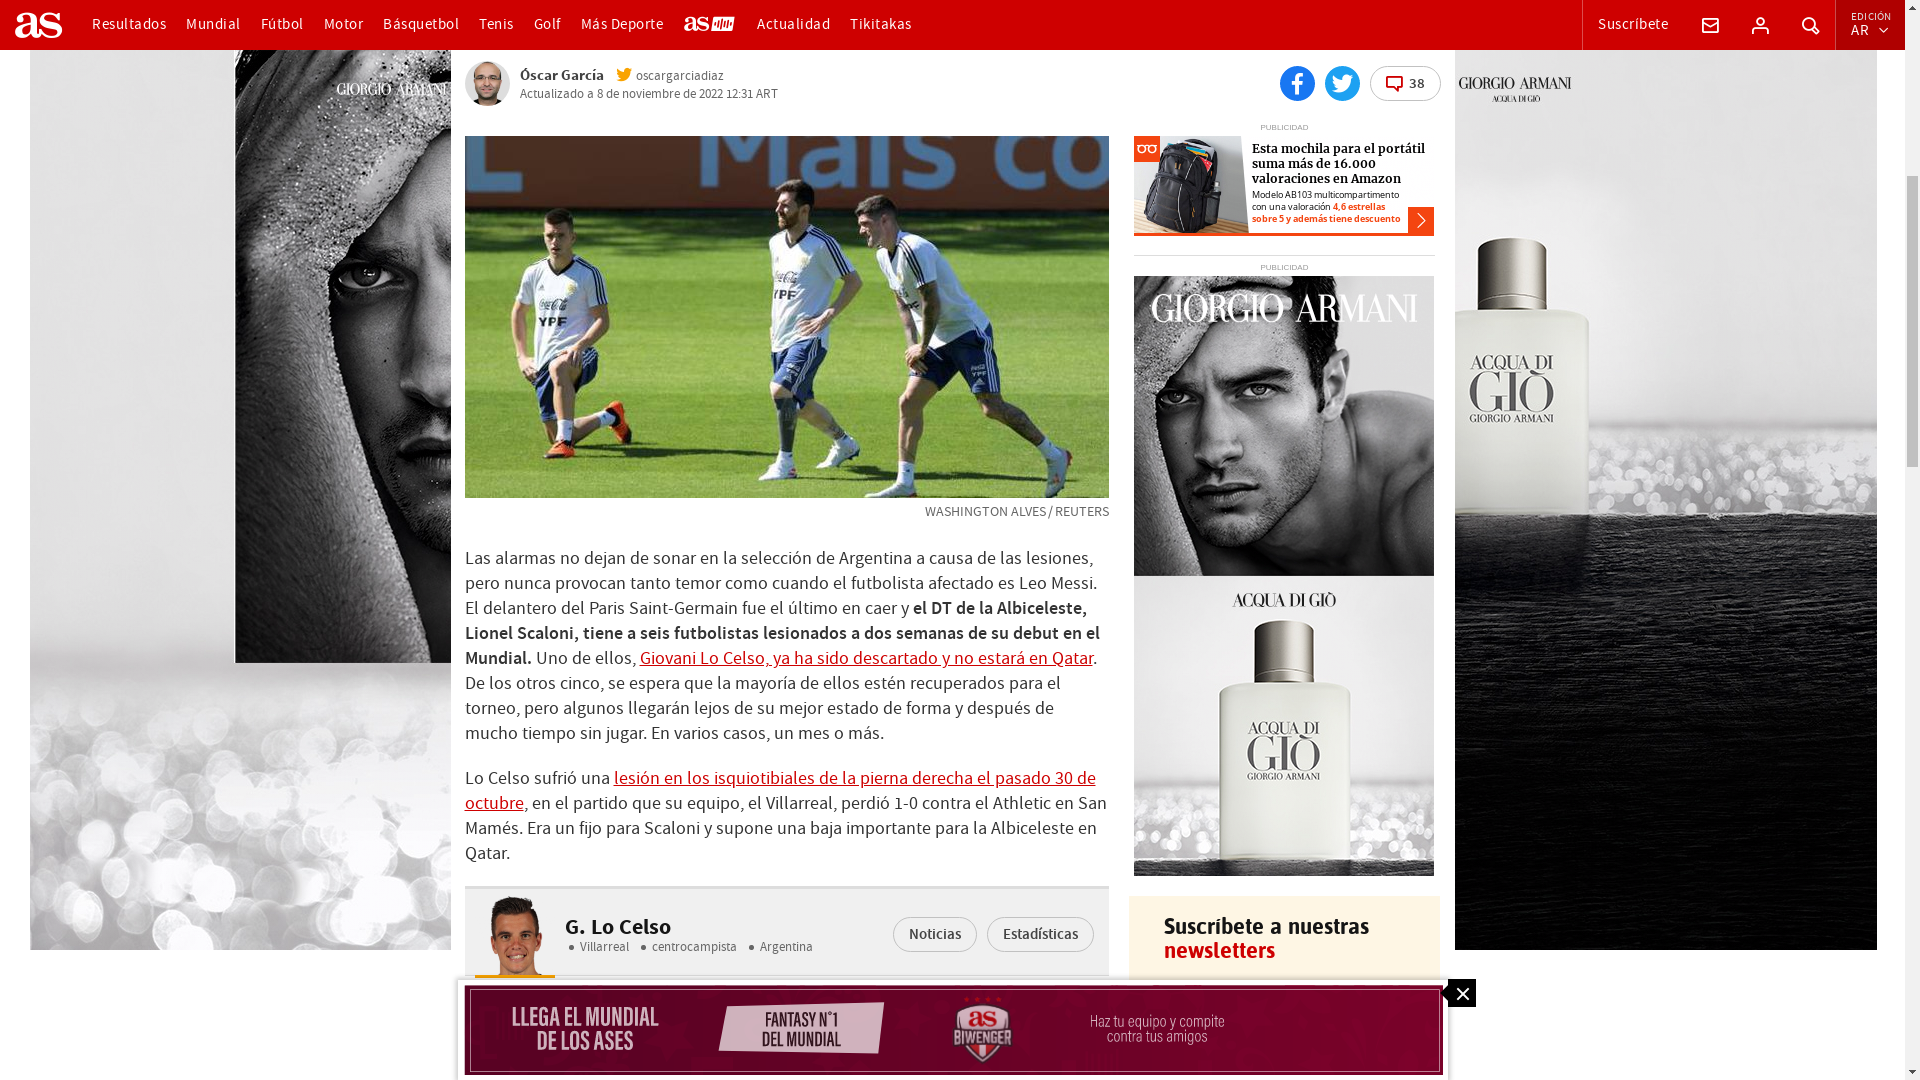 as Resultados Mundial Fútbol Motor Básquetbol Tenis Golf Más Deporte as Actualidad Tikitakas Suscríbete EDICIÓN AR
GIORGIO ARMANI
Óscar García oscargarciadiaz
Actualizado a 8 de noviembre de 2022 12:31 ART
38
GIORGIO ARMANI
ACQUA DI GIÒ
PUBLICIDAD
Esta mochila para el portátil
suma más de 16.000
valoraciones en Amazon
Modelo AB103 multicompartimento
con una valoración 4,6 estrellas
sobre 5 y además tiene descuento
Mais co
YPF
YPF
YPF
WASHINGTON ALVES / REUTERS
PUBLICIDAD
GIORGIO ARMANI
ACQUA DI GIÒ
ACQUA DI
GIÒ
GIORGIO ARMANI
ACQUA DI
GIÒ
GIORGIO ARMANI
Las alarmas no dejan de sonar en la selección de Argentina a causa de las lesiones,
pero nunca provocan tanto temor como cuando el futbolista afectado es Leo Messi.
El delantero del Paris Saint-Germain fue el último en caer y el DT de la Albiceleste,
Lionel Scaloni, tiene a seis futbolistas lesionados a dos semanas de su debut en el
Mundial. Uno de ellos, Giovani Lo Celso, ya ha sido descartado y no estará en Qatar.
De los otros cinco, se espera que la mayoría de ellos estén recuperados para el
torneo, pero algunos llegarán lejos de su mejor estado de forma y después de
mucho tiempo sin jugar. En varios casos, un mes o más.
Lo Celso sufrió una lesión en los isquiotibiales de la pierna derecha el pasado 30 de
octubre, en el partido que su equipo, el Villarreal, perdió 1-0 contra el Athletic en San
Mamés. Era un fijo para Scaloni y supone una baja importante para la Albiceleste en
Qatar.
G. Lo Celso
Villarreal centrocampista Argentina
Noticias Estadísticas
Suscríbete a nuestras
newsletters
LLEGA EL MUNDIAL
DE LOS ASES
FANTASY N°1
DEL MUNDIAL
as
BIWENGER
Haz tu equipo y compite
contra tus amigos